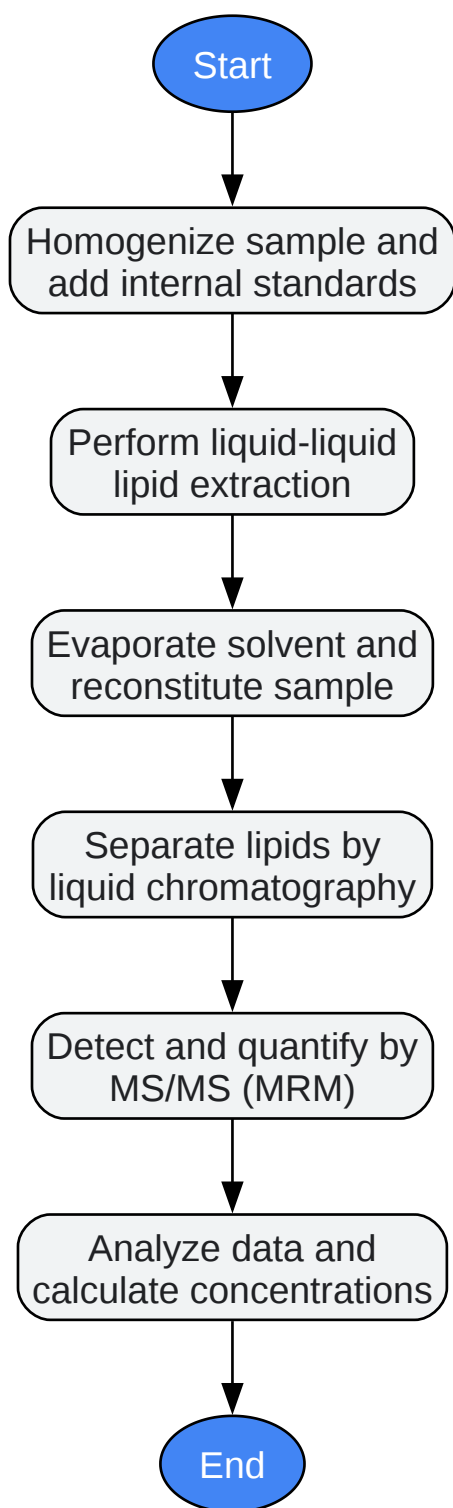 Start
Homogenize sample and
add internal standards
Perform liquid-liquid
lipid extraction
Evaporate solvent and
reconstitute sample
Separate lipids by
liquid chromatography
Detect and quantify by
MS/MS (MRM)
Analyze data and
calculate concentrations
End